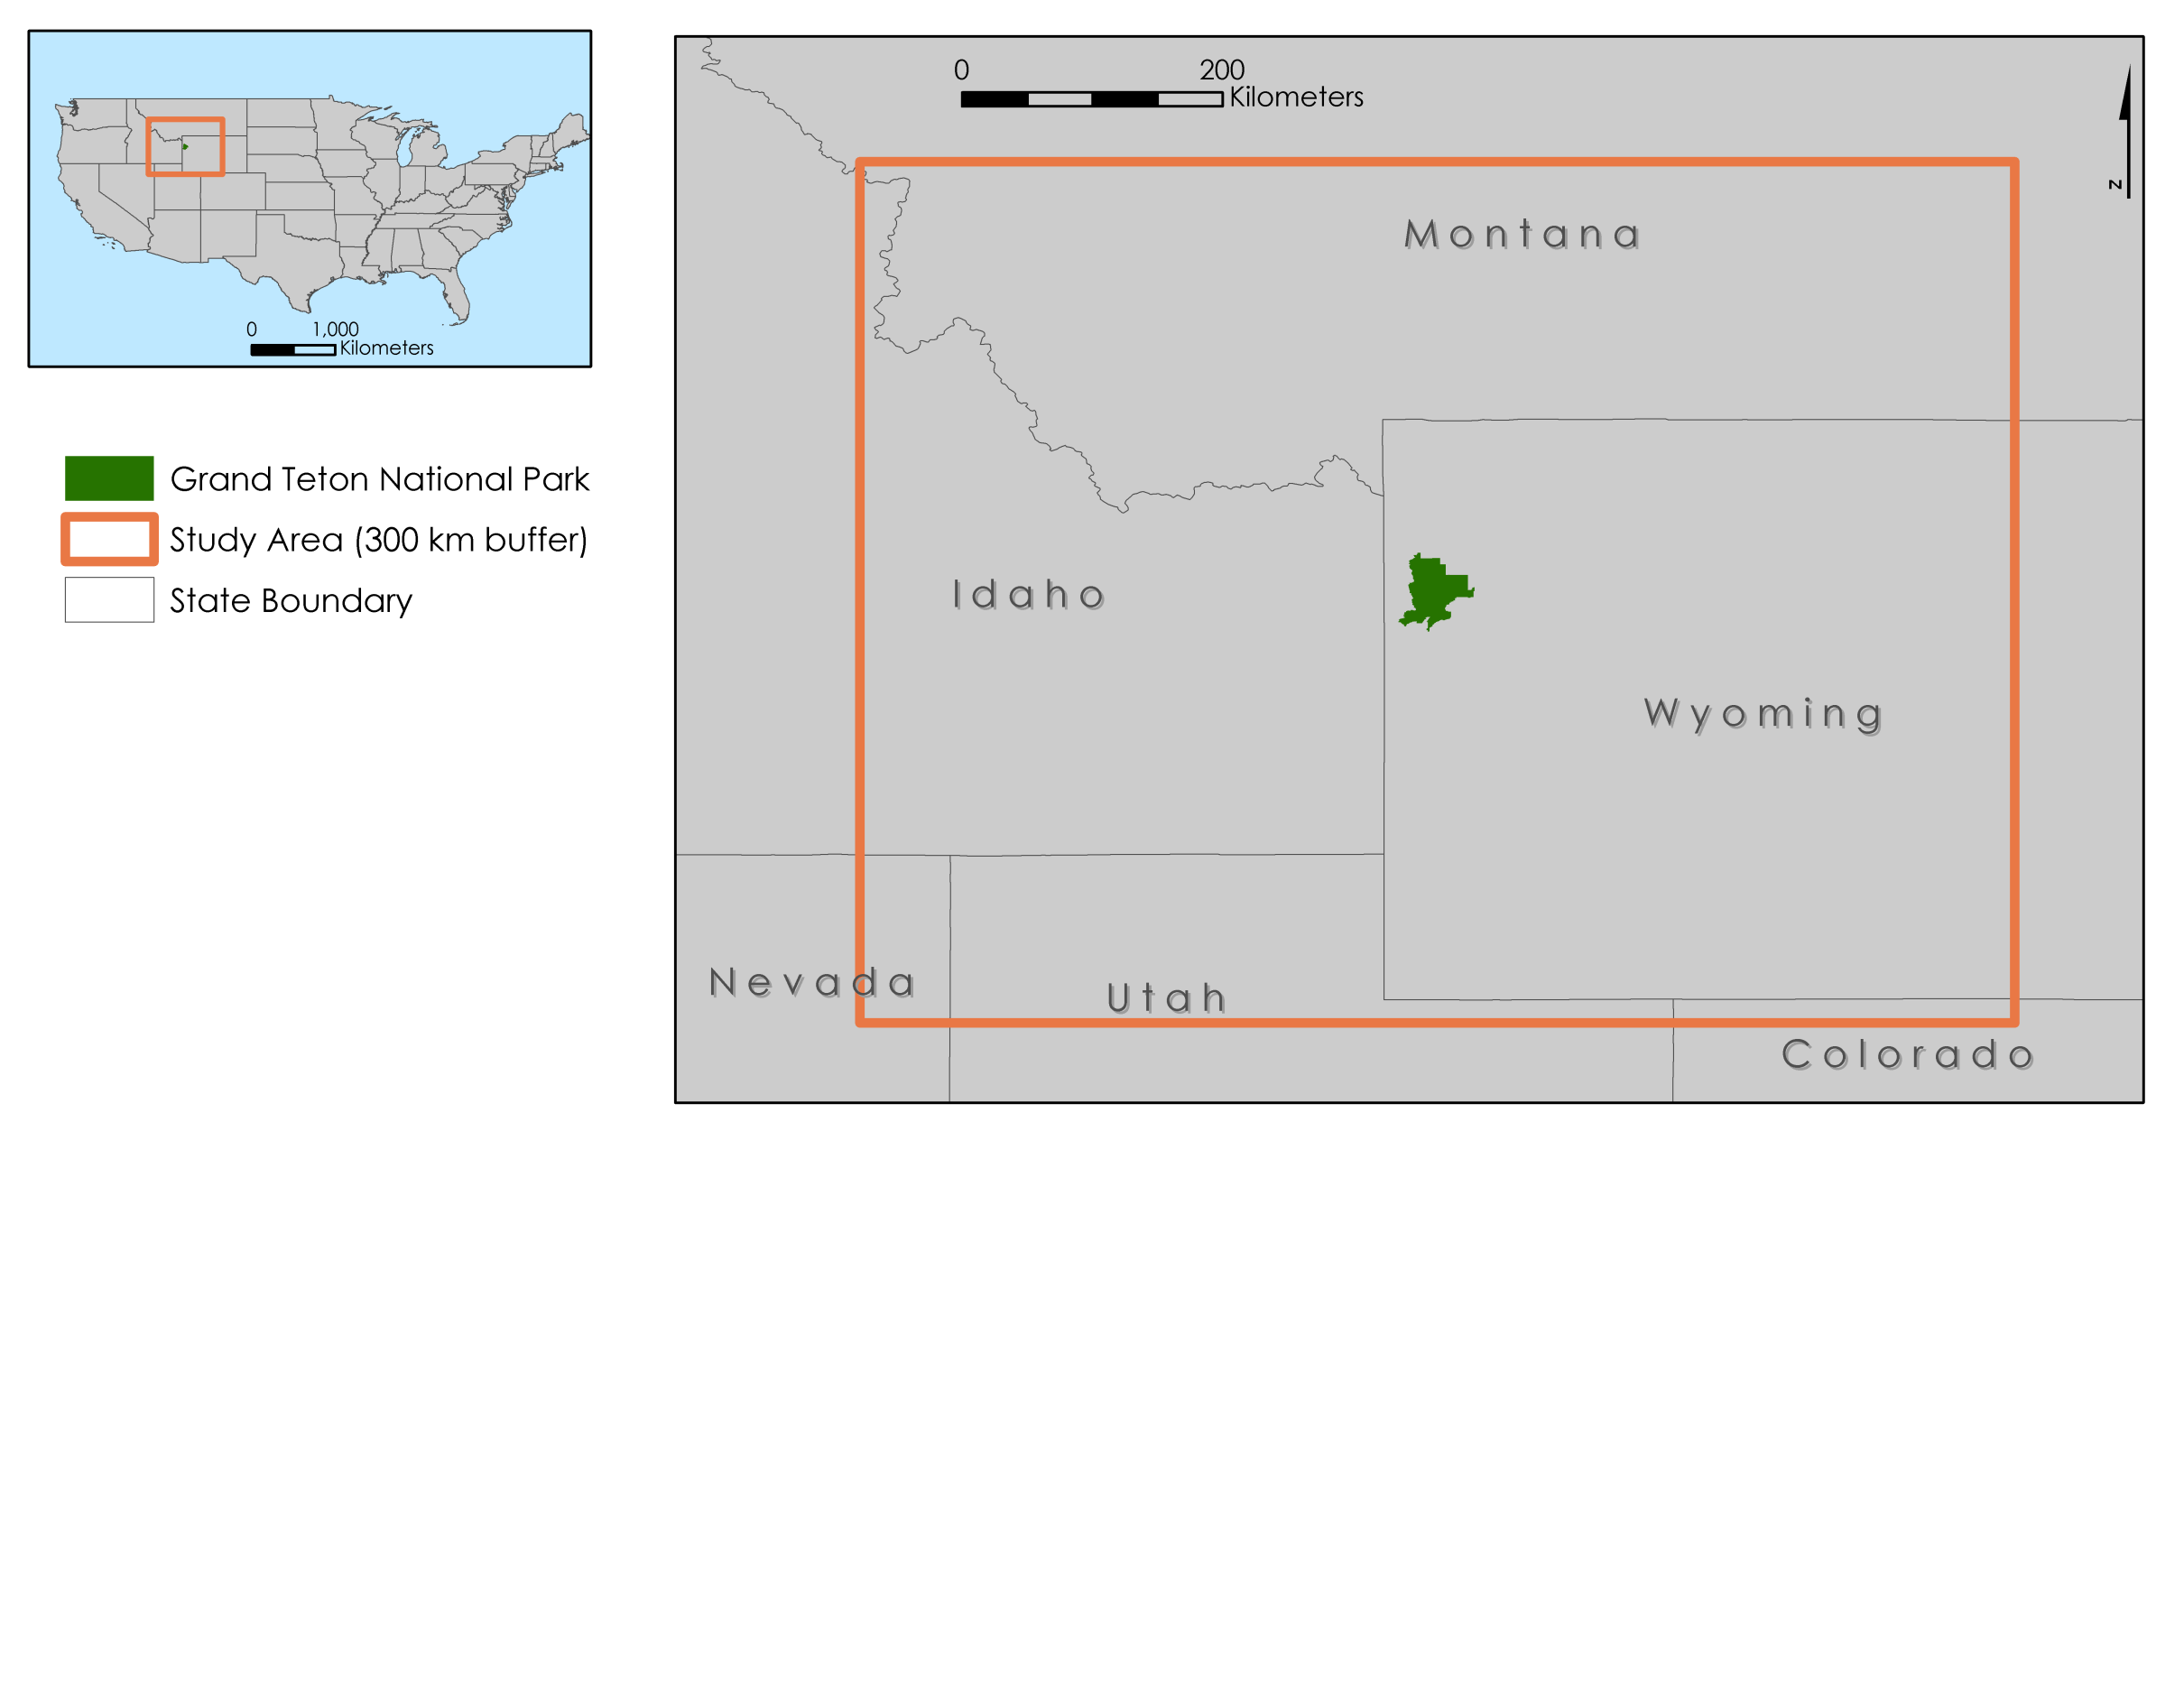 0 1,000
Kilometers
Grand Teton National Park
Study Area (300 km buffer)
State Boundary
0 200
Kilometers
N
Montana
Idaho
Wyoming
Nevada
Utah
Colorado